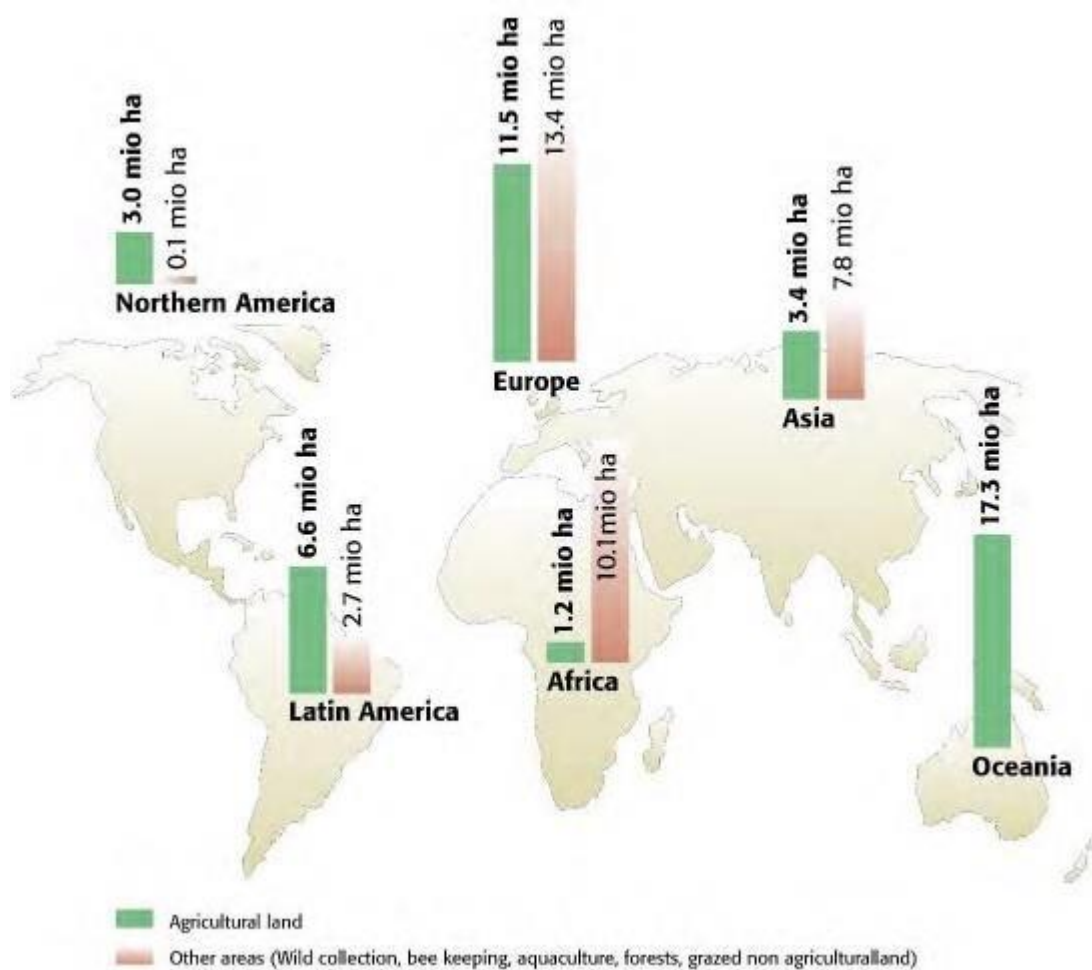 3.0 mio ha
0.1 mio ha
Northern America
11.5 mio ha
13.4 mio ha
Europe
3.4 mio ha
7.8 mio ha
Asia
6.6 mio ha
2.7 mio ha
Latin America
1.2 mio ha
10.1 mio ha
Africa
17.3 mio ha
Oceania
Agricultural land
Other areas (Wild collection, bee keeping, aquaculture, forests, grazed non agriculturalland)